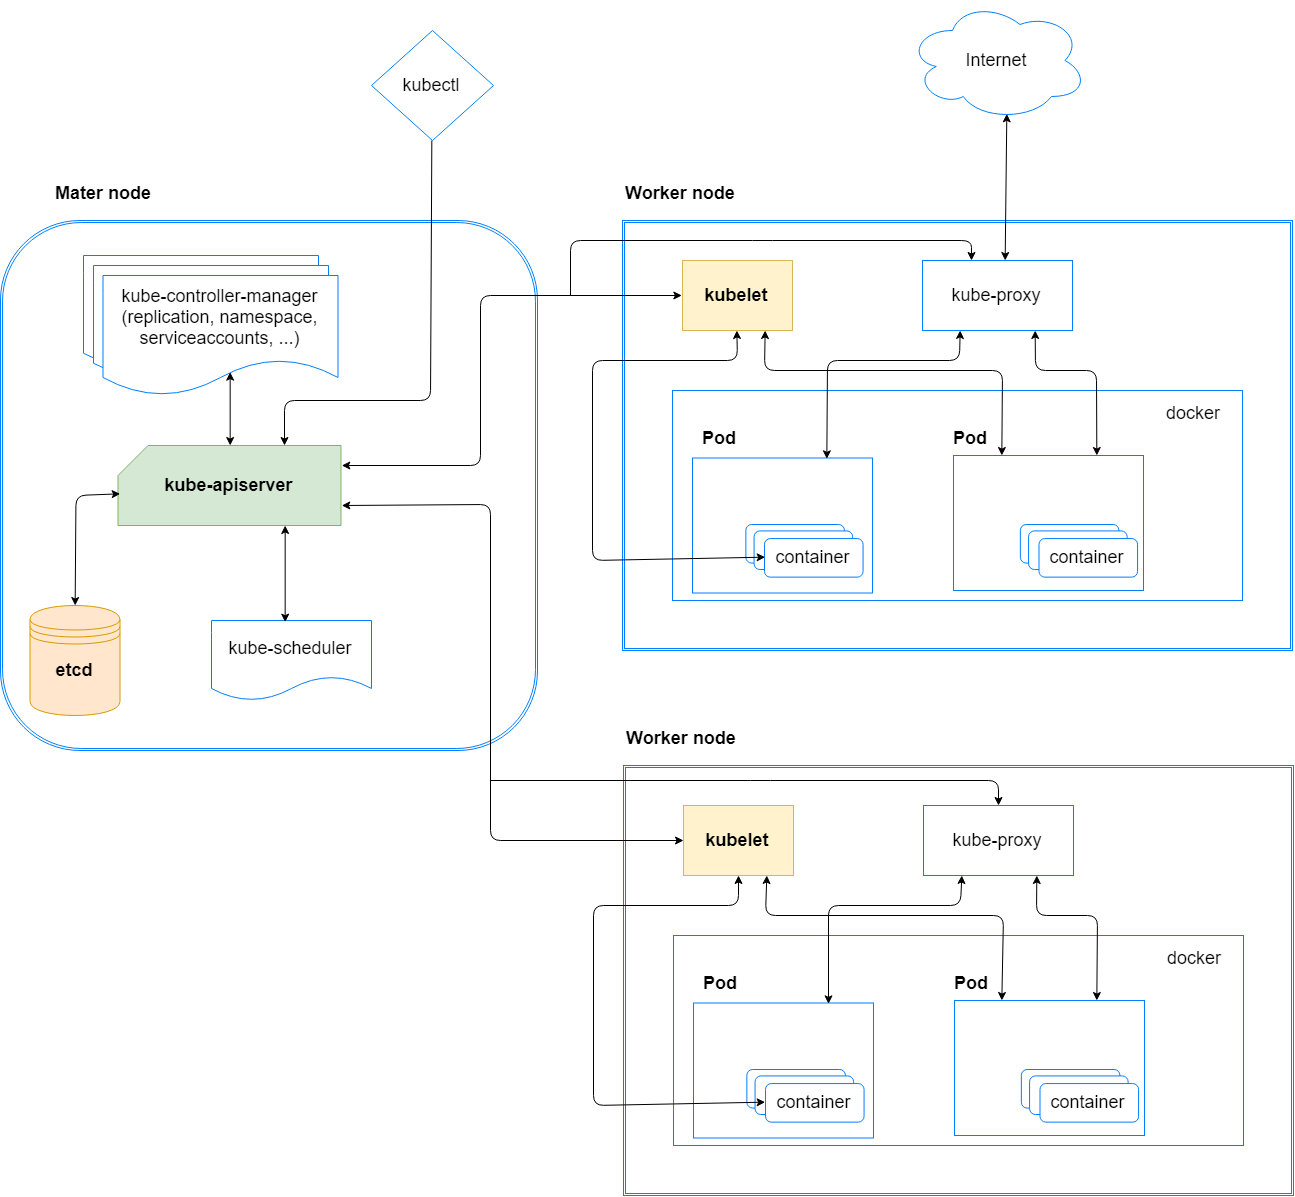 kubectl
Internet
Mater node
kube-controller-manager
(replication, namespace,
serviceaccounts, ...)
kube-apiserver
etcd
kube-scheduler
Worker node
kubelet
kube-proxy
docker
Pod
Pod
container
container
Worker node
kubelet
kube-proxy
docker
Pod
Pod
container
container